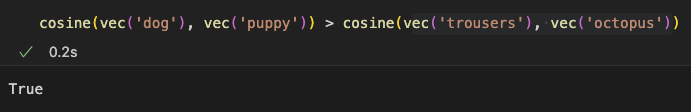 cosine(vec('dog'), vec('puppy')) > cosine(vec('trousers'), vec('octopus'))
0.2s
True